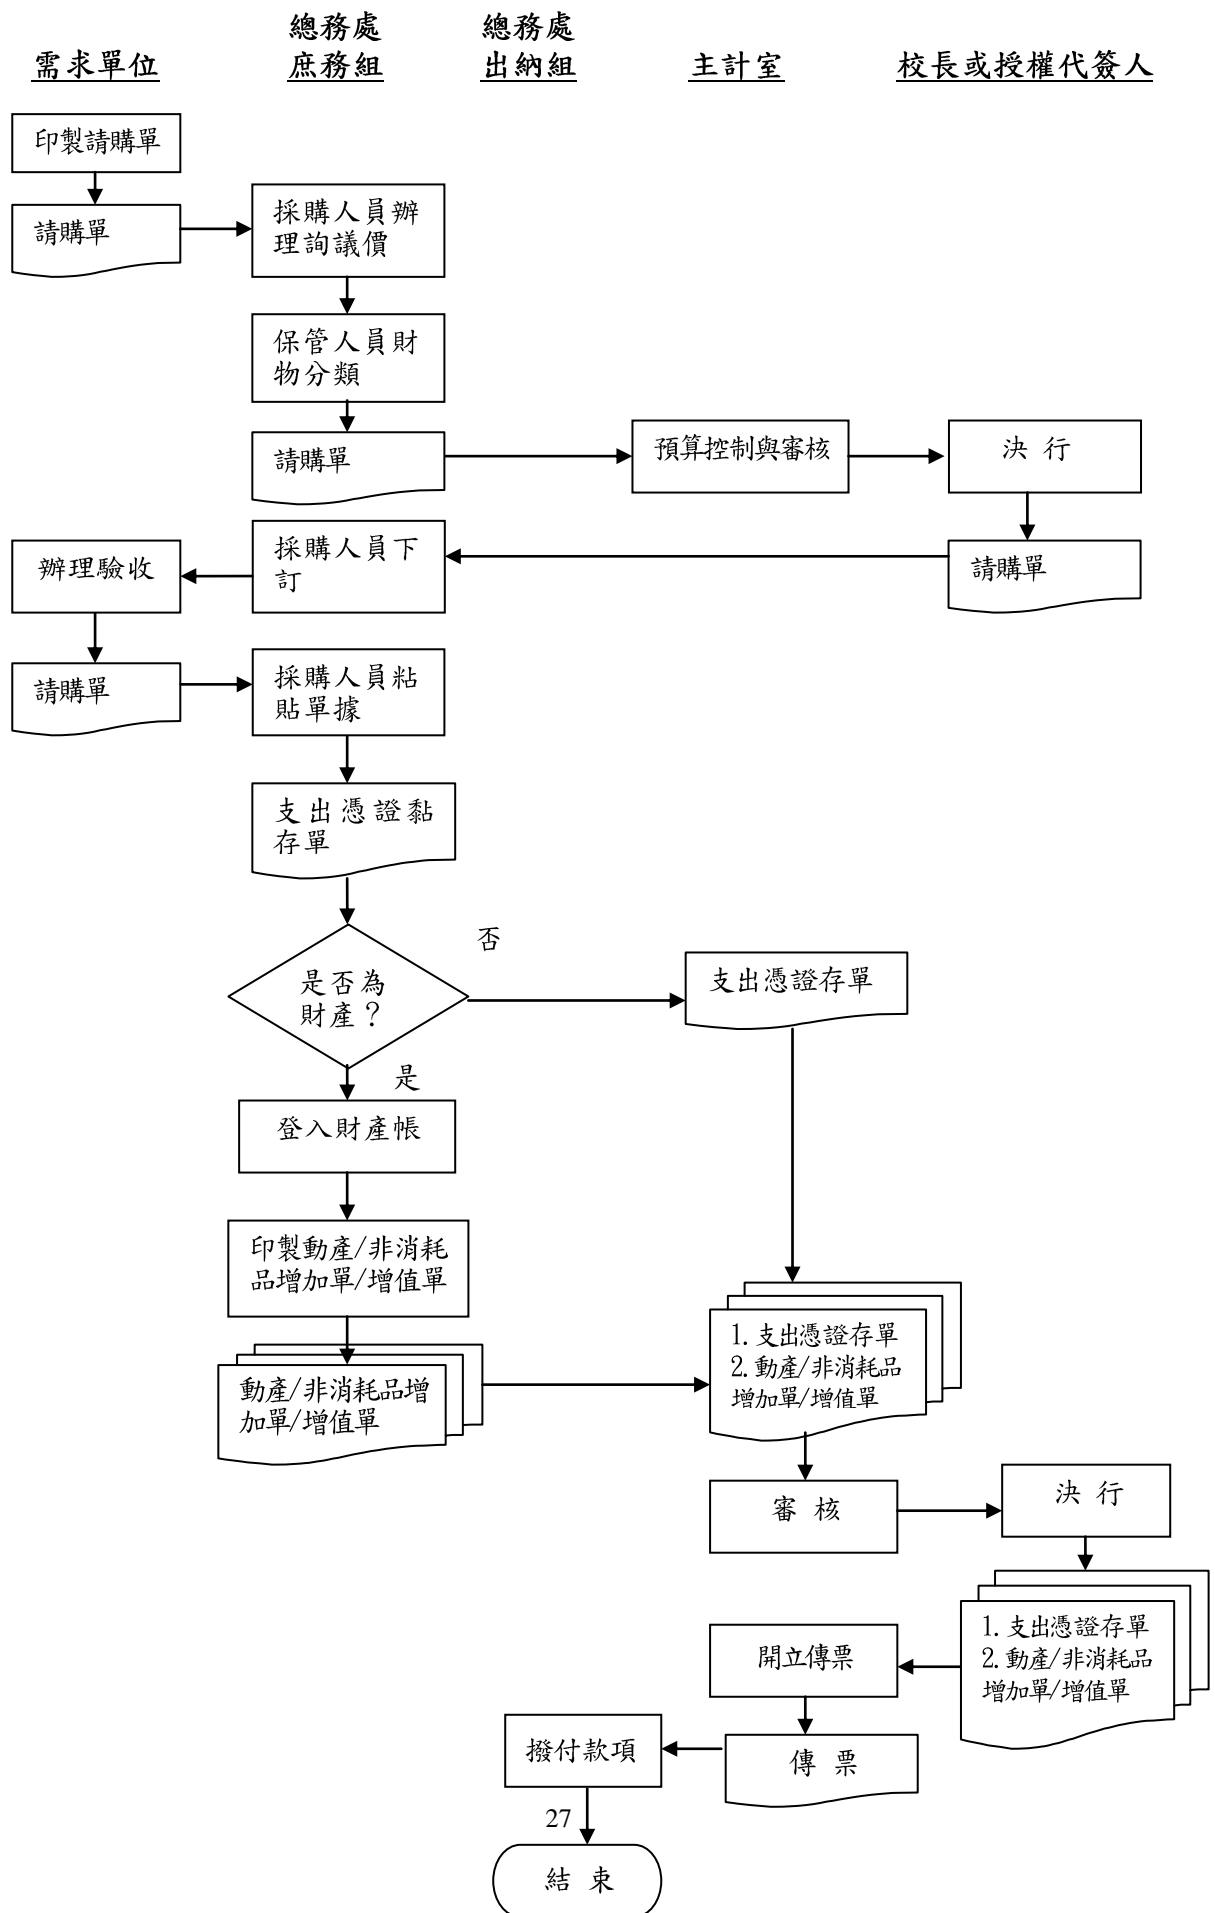 總務處
總務處
需求單位
庶務組
出納組
主計室
校長或授權代簽人
印製請購單
請購單
採購人員辦
理詢議價
保管人員財
物分類
請購單
預算控制與審核
決 行
辦理驗收
採購人員下
訂
請購單
請購單
採購人員粘
貼單據
支出憑證黏
存單
否
是否為
財產？
支出憑證存單
是
登入財產帳
印製動產/非消耗
品增加單/增值單
1. 支出憑證存單
2. 動產/非消耗品
增加單/增值單
動產/非消耗品增
加單/增值單
審 核
決 行
1. 支出憑證存單
2. 動產/非消耗品
增加單/增值單
開立傳票
撥付款項
傳 票
27
結 束